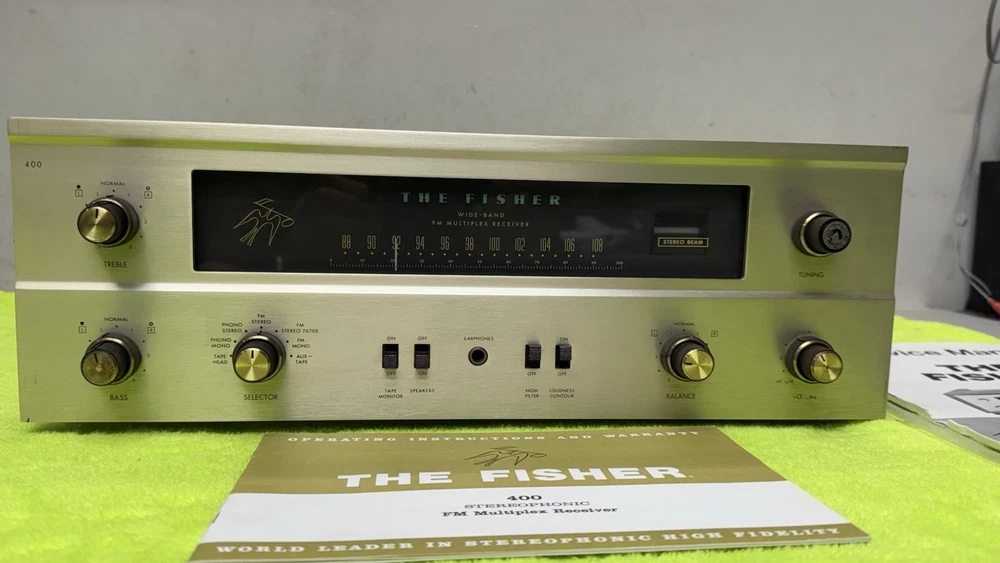 400
NORMAL
L R
TREBLE
THE FISHER
WIDE-BAND
FM MULTIPLEX RECEIVER
88 90 92 94 96 98 100 102 104 106 108
STEREO BEAM
TUNING
NORMAL
L R
BASS
FM
STEREO
PHONO
STEREO
FM
STEREO FILTER
PHONO
MONO
FM
MONO
TAPE
HEAD
AUX-
TAPE
SELECTOR
ON OFF
OFF ON
TAPE
MONITOR
SPEAKERS
EARPHONES
ON
OFF OFF
HIGH
FILTER
LOUDNESS
CONTOUR
NORMAL
L R
BALANCE
OPERATING INSTRUCTIONS AND WARRANTY
THE FISHER
400
STEREOPHONIC
FM Multiplex Receiver
WORLD LEADER IN STEREOPHONIC HIGH FIDELITY